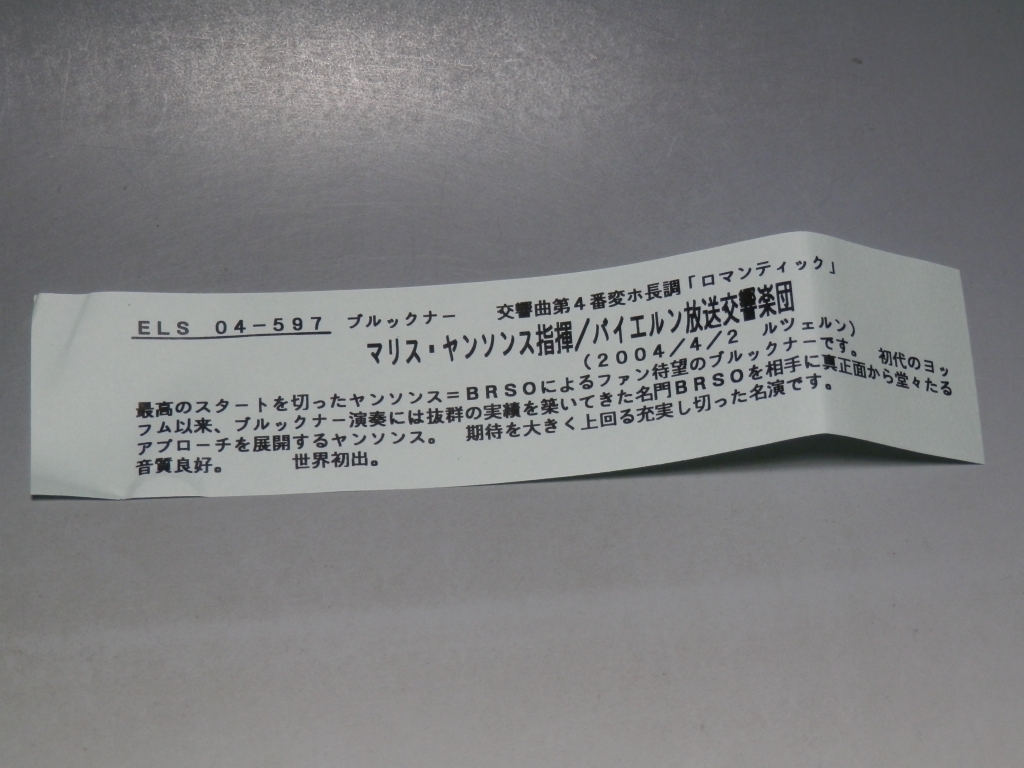 ELS 04-597 ブルックナー 交響曲第4番変ホ長調「ロマンティック」
マリス・ヤンソンス指揮/バイエルン放送交響楽団
(2004/4/2 ルツェルン)
最高のスタートを切ったヤンソンス=BRSOによるファン待望のブルックナーです。 初代のヨッ
フム以来、ブルックナー演奏には抜群の実績を築いてきた名門BRSOを相手に真正面から堂々たる
アプローチを展開するヤンソンス。 期待を大きく上回る充実し切った名演です。
音質良好。 世界初出。